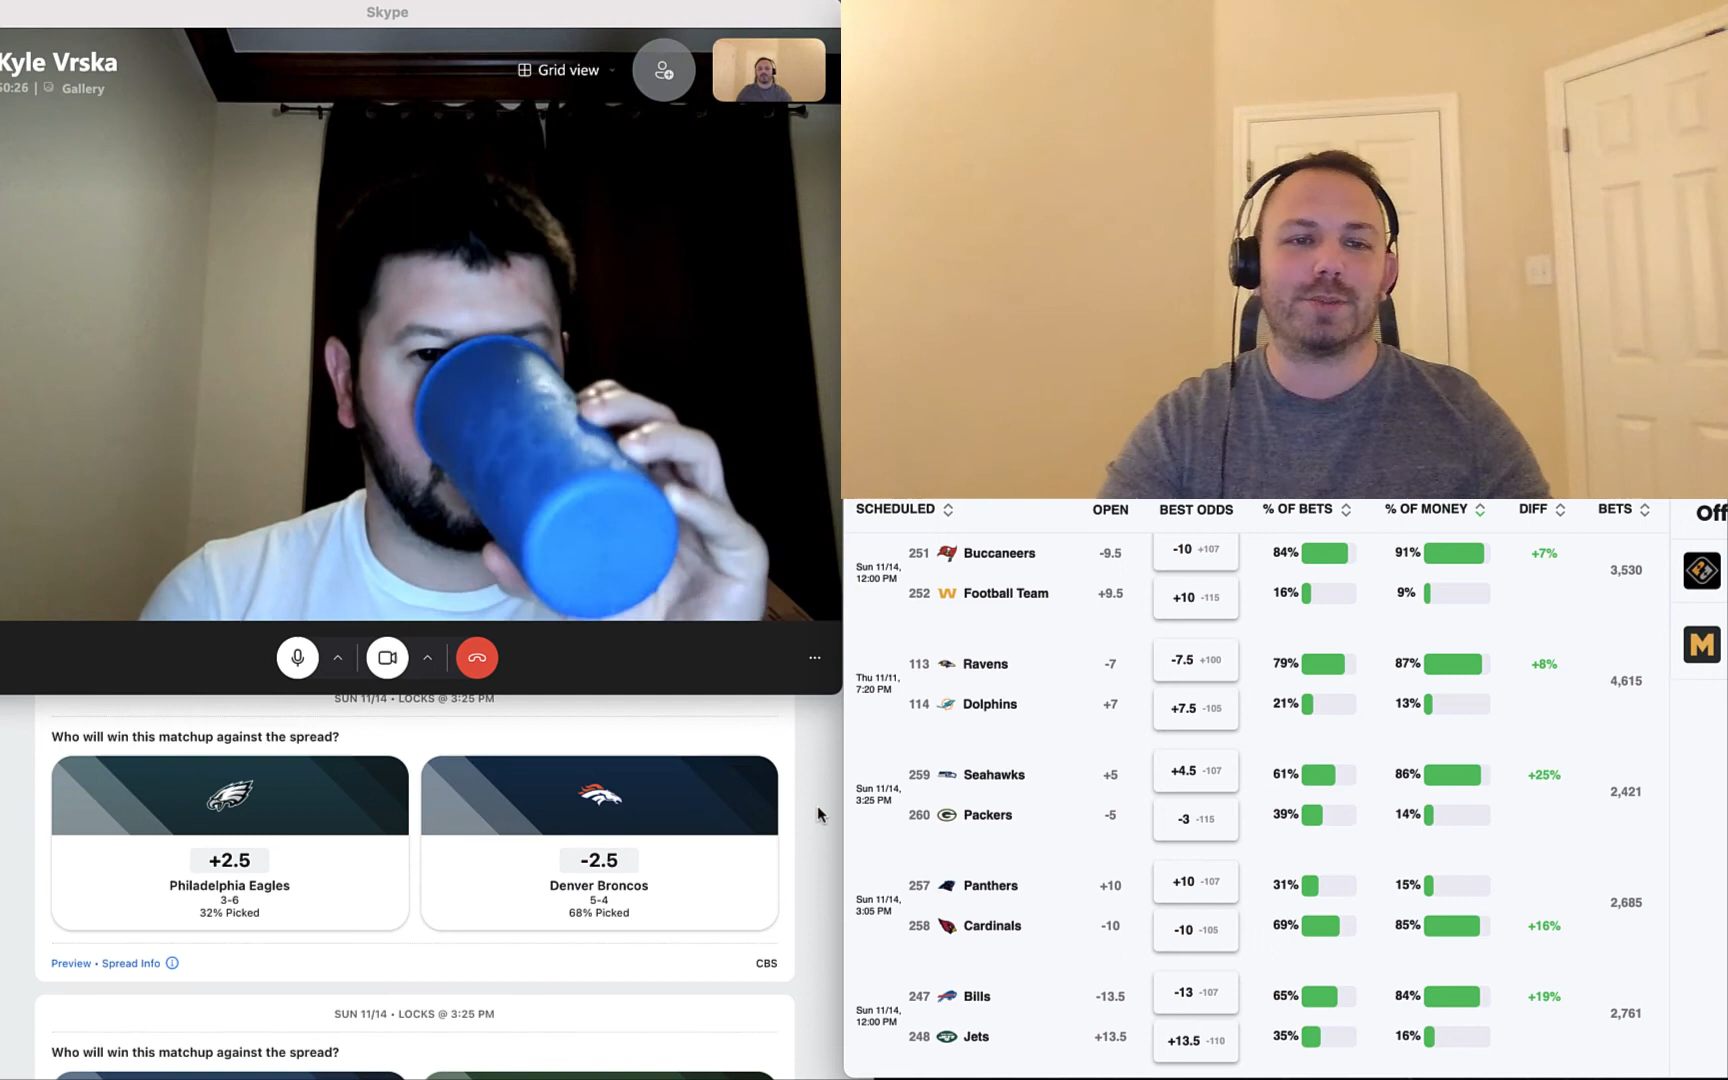 Skype
Kyle Vrska
50:26 | Gallery
Grid view
SUN 11/14 • LOCKS @ 3:25 PM
Who will win this matchup against the spread?
+2.5
Philadelphia Eagles
3-6
32% Picked
-2.5
Denver Broncos
5-4
68% Picked
Preview • Spread Info
CBS
SUN 11/14 • LOCKS @ 3:25 PM
Who will win this matchup against the spread?
SCHEDULED OPEN BEST ODDS % OF BETS % OF MONEY DIFF BETS
Off
Sun 11/14, 12:00 PM
251 Buccaneers -9.5 -10 +107 84% 91% +7%
3,530
252 W Football Team +9.5 +10 -115 16% 9%
Thu 11/11, 7:20 PM
113 Ravens -7 -7.5 +100 79% 87% +8%
4,615
114 Dolphins +7 +7.5 -105 21% 13%
Sun 11/14, 3:25 PM
259 Seahawks +5 +4.5 -107 61% 86% +25%
2,421
260 G Packers -5 -3 -115 39% 14%
Sun 11/14, 3:05 PM
257 Panthers +10 +10 -107 31% 15%
2,685
258 Cardinals -10 -10 -105 69% 85% +16%
Sun 11/14, 12:00 PM
247 Bills -13.5 -13 -107 65% 84% +19%
2,761
248 Jets +13.5 +13.5 -110 35% 16%
M